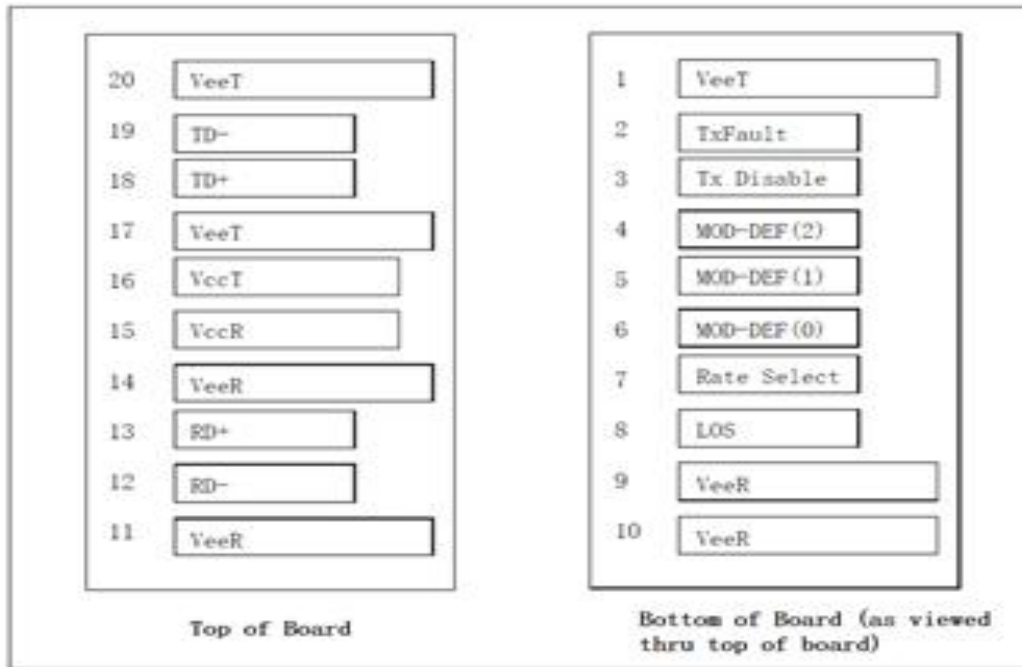 20 VeeT
19 TD-
18 TD+
17 VeeT
16 VccT
15 VccR
14 VeeR
13 RD+
12 RD-
11 VeeR
Top of Board
1 VeeT
2 TxFault
3 Tx Disable
4 MOD-DEF(2)
5 MOD-DEF(1)
6 MOD-DEF(0)
7 Rate Select
8 LOS
9 VeeR
10 VeeR
Bottom of Board (as viewed
thru top of board)